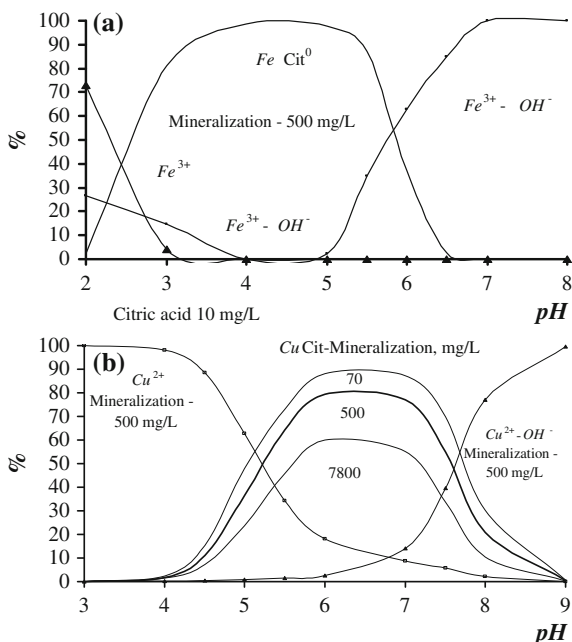 (a)
100
90
80
70
60
50
40
30
20
10
0
%
Fe Cit⁰
Mineralization - 500 mg/L
Fe³⁺
Fe³⁺ - OH⁻
Fe³⁺ - OH⁻
2 3 4 5 6 7 8
Citric acid 10 mg/L
pH
(b)
Cu Cit-Mineralization, mg/L
100
90
80
70
60
50
40
30
20
10
0
%
Cu²⁺
Mineralization -
500 mg/L
70
500
7800
Cu²⁺-OH⁻
Mineralization -
500 mg/L
3 4 5 6 7 8 9
pH